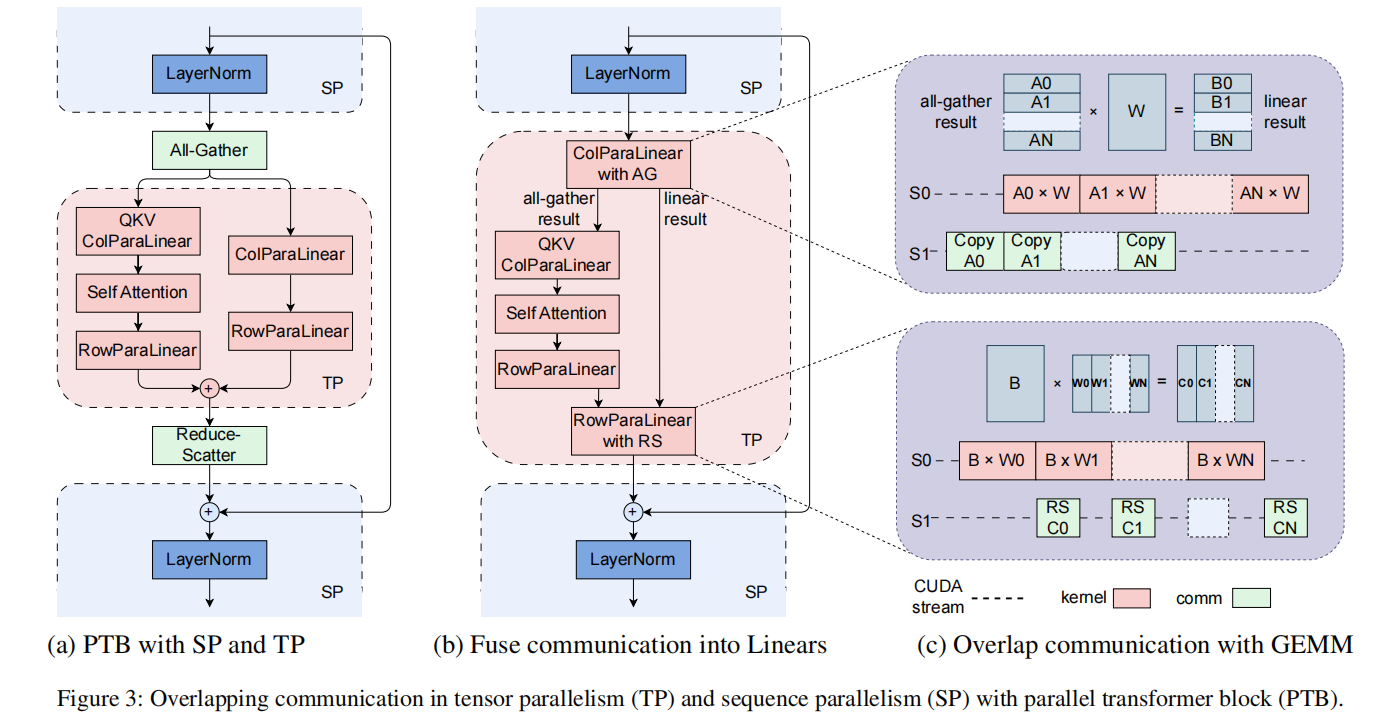 LayerNorm
SP
All-Gather
QKV
ColParaLinear
Self Attention
RowParaLinear
ColParaLinear
RowParaLinear
+
TP
Reduce-
Scatter
+
LayerNorm
SP
(a) PTB with SP and TP
LayerNorm
SP
ColParaLinear
with AG
all-gather
result
linear
result
QKV
ColParaLinear
Self Attention
RowParaLinear
RowParaLinear
with RS
TP
+
LayerNorm
SP
(b) Fuse communication into Linears
all-gather
result
A0
A1
AN
×
W
=
B0
B1
BN
linear
result
S0
A0 × W
A1 × W
AN × W
S1
Copy
A0
Copy
A1
Copy
AN
B
×
W0
W1
WN
=
C0
C1
CN
S0
B × W0
B x W1
B x WN
S1
RS
C0
RS
C1
RS
CN
CUDA
stream
kernel
comm
(c) Overlap communication with GEMM
Figure 3: Overlapping communication in tensor parallelism (TP) and sequence parallelism (SP) with parallel transformer block (PTB).